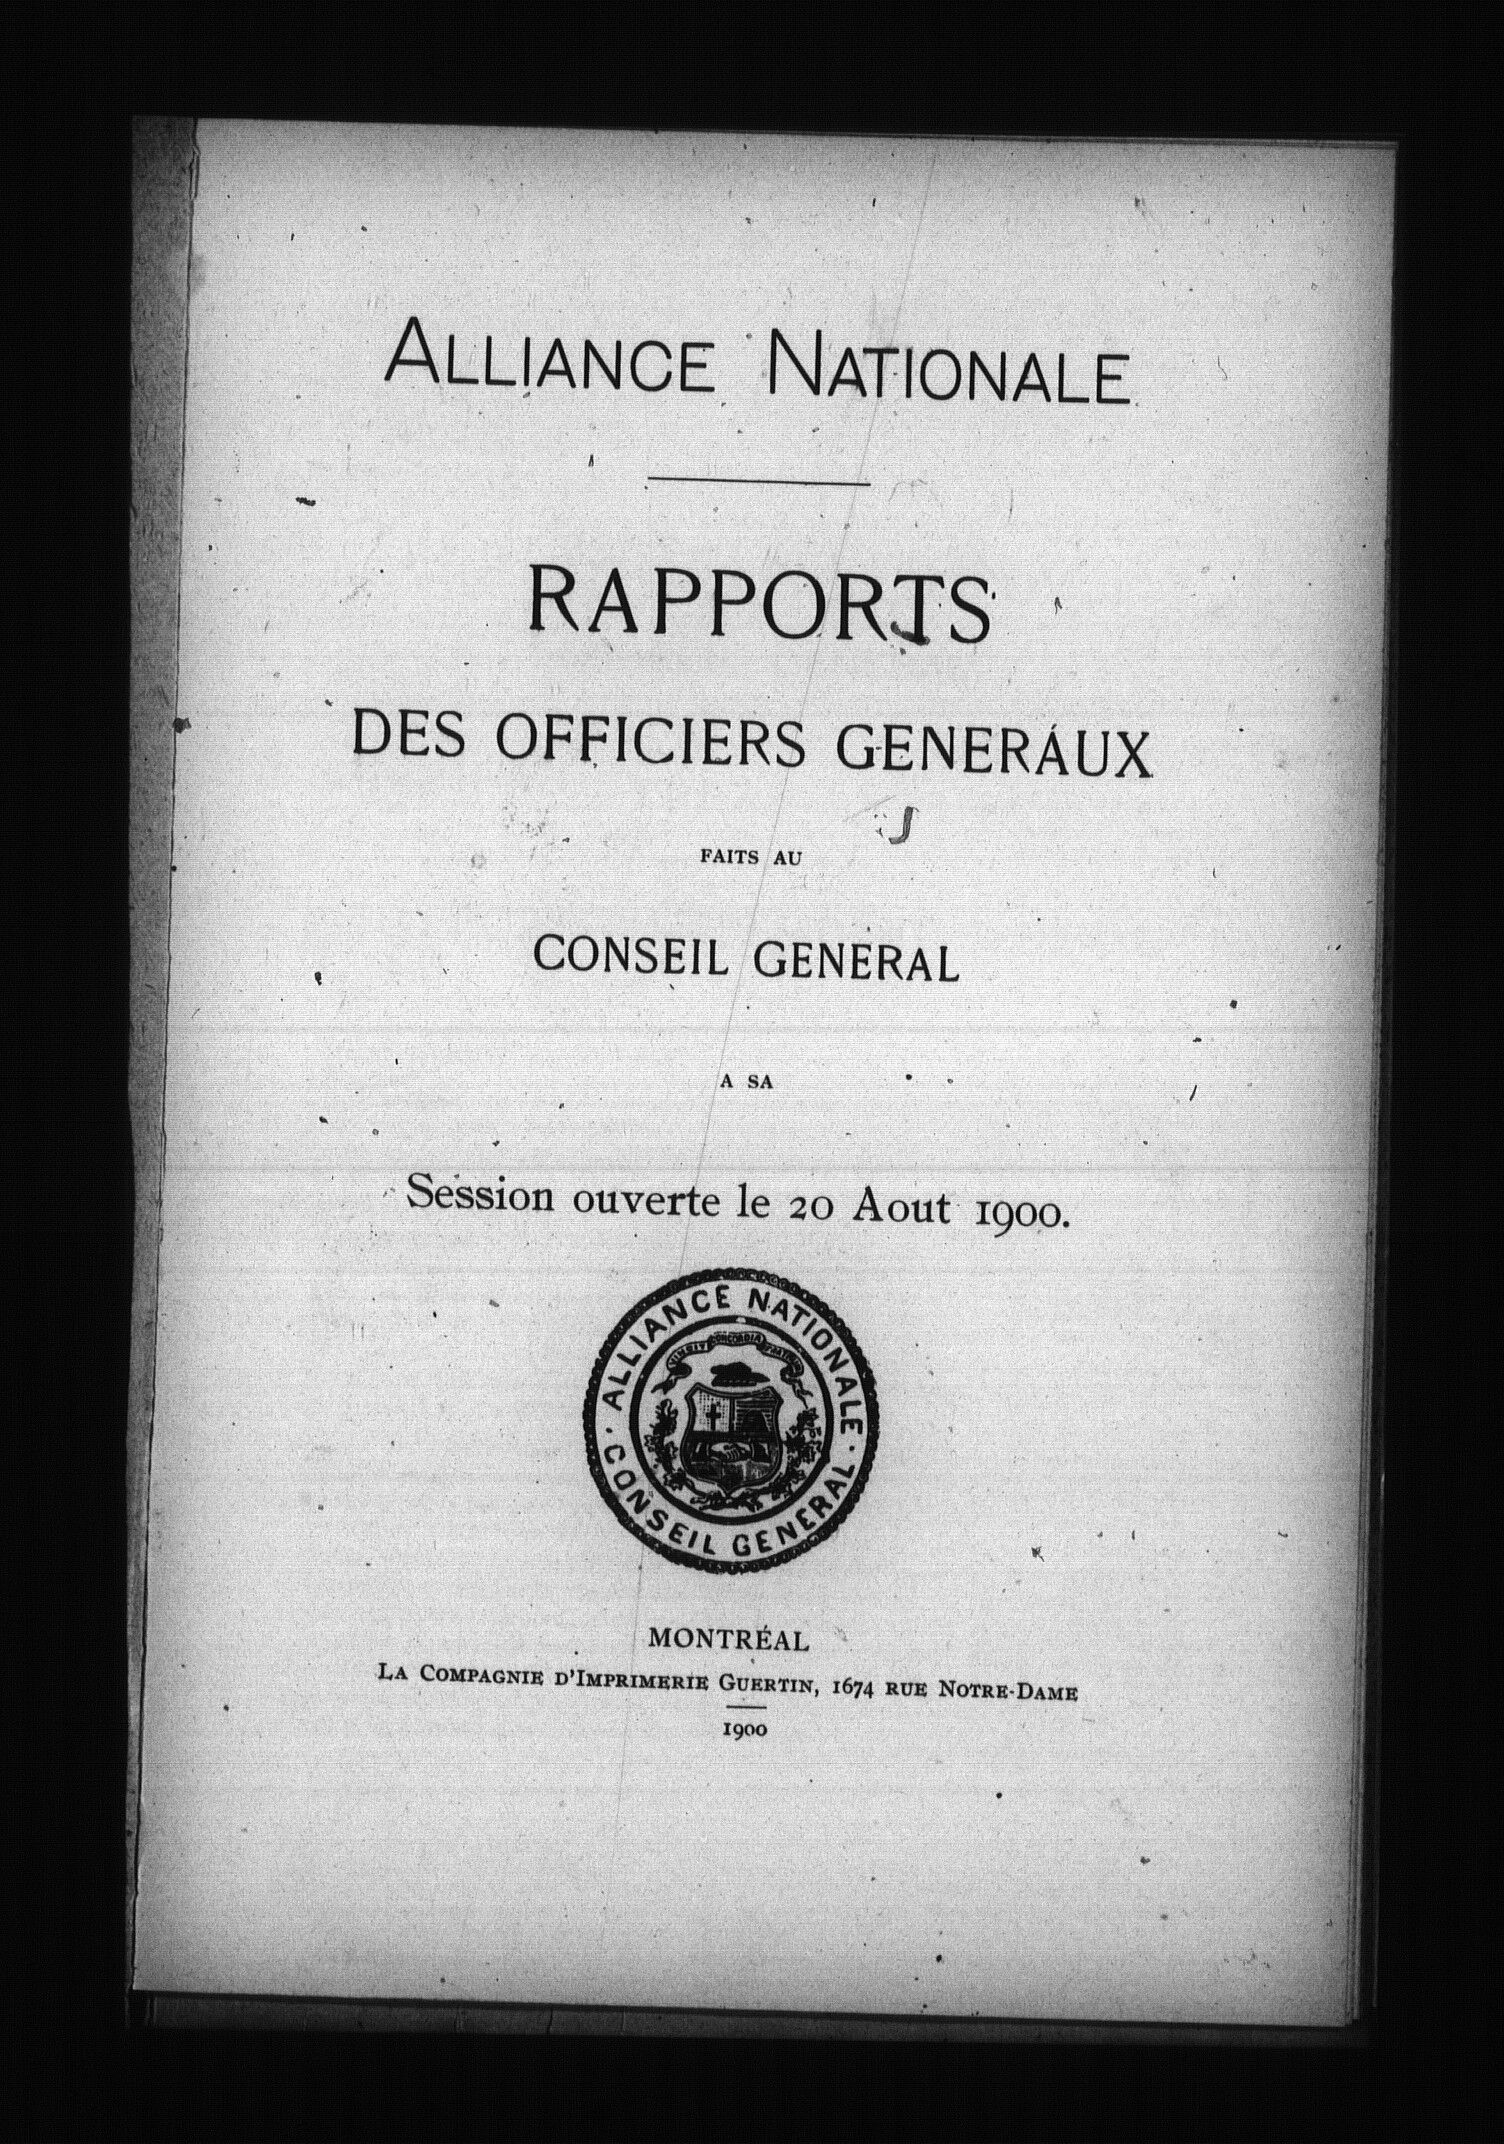 ALLIANCE NATIONALE
RAPPORTS
DES OFFICIERS GENERAUX
FAITS AU
CONSEIL GENERAL
A SA
Session ouverte le 20 Aout 1900.
ALLIANCE NATIONALE
CONCORDIA
· CONSEIL GENERAL ·
MONTRÉAL
LA COMPAGNIE D'IMPRIMERIE GUERTIN, 1674 RUE NOTRE-DAME
1900